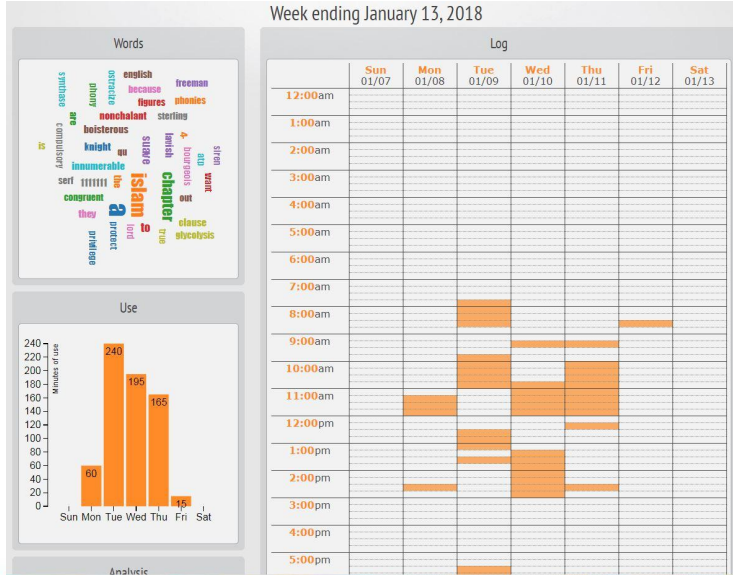 Week ending January 13, 2018
Words
synthase
phony
ostracize
english
because
freeman
figures
phonies
are
nonchalant
sterling
compulsory
boisterous
is
knight
qu
suave
lavish
4-
bourgeois
atp
siren
innumerable
serf
1111111
the
islam
chapter
want
congruent
out
they
a
clause
privilege
protect
lord
to
true
glycolysis
Use
Minutes of use
240
220
200
180
160
140
120
100
80
60
40
20
0
60
240
195
165
15
Sun Mon Tue Wed Thu Fri Sat
Analysis
Log
Sun Mon Tue Wed Thu Fri Sat
01/07 01/08 01/09 01/10 01/11 01/12 01/13
12:00am
1:00am
2:00am
3:00am
4:00am
5:00am
6:00am
7:00am
8:00am
9:00am
10:00am
11:00am
12:00pm
1:00pm
2:00pm
3:00pm
4:00pm
5:00pm